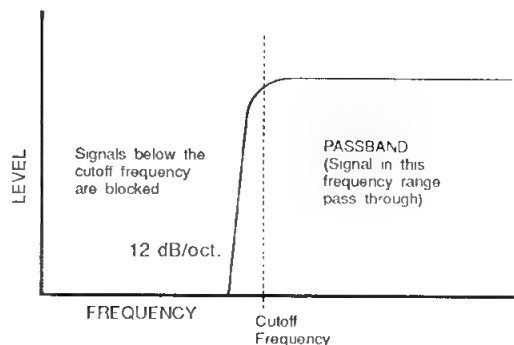 LEVEL
Signals below the
cutoff frequency
are blocked
12 dB/oct.
PASSBAND
(Signal in this
frequency range
pass through)
FREQUENCY
Cutoff
Frequency